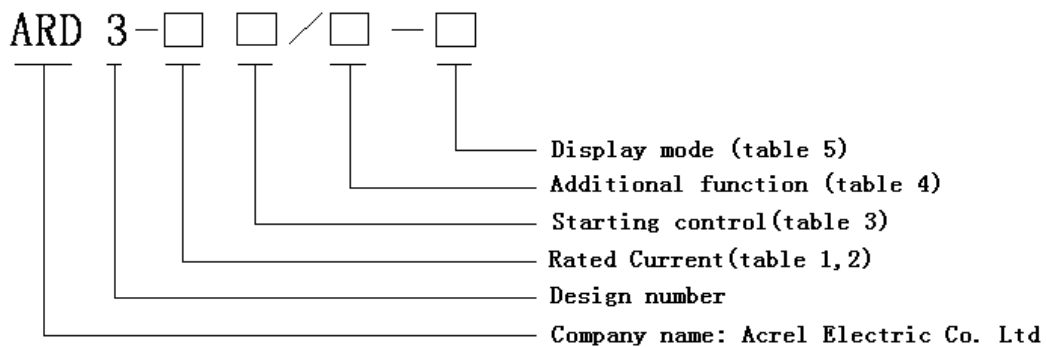 ARD 3-□ □/□ -□
Display mode (table 5)
Additional function (table 4)
Starting control(table 3)
Rated Current(table 1,2)
Design number
Company name: Acrel Electric Co. Ltd